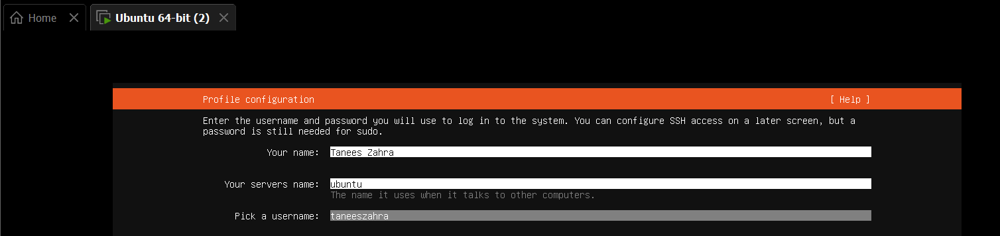 Home
Ubuntu 64-bit (2)
Profile configuration [ Help ]
Enter the username and password you will use to log in to the system. You can configure SSH access on a later screen, but a
password is still needed for sudo.
Your name: Tanees Zahra
Your servers name: ubuntu
The name it uses when it talks to other computers.
Pick a username: taneeszahra